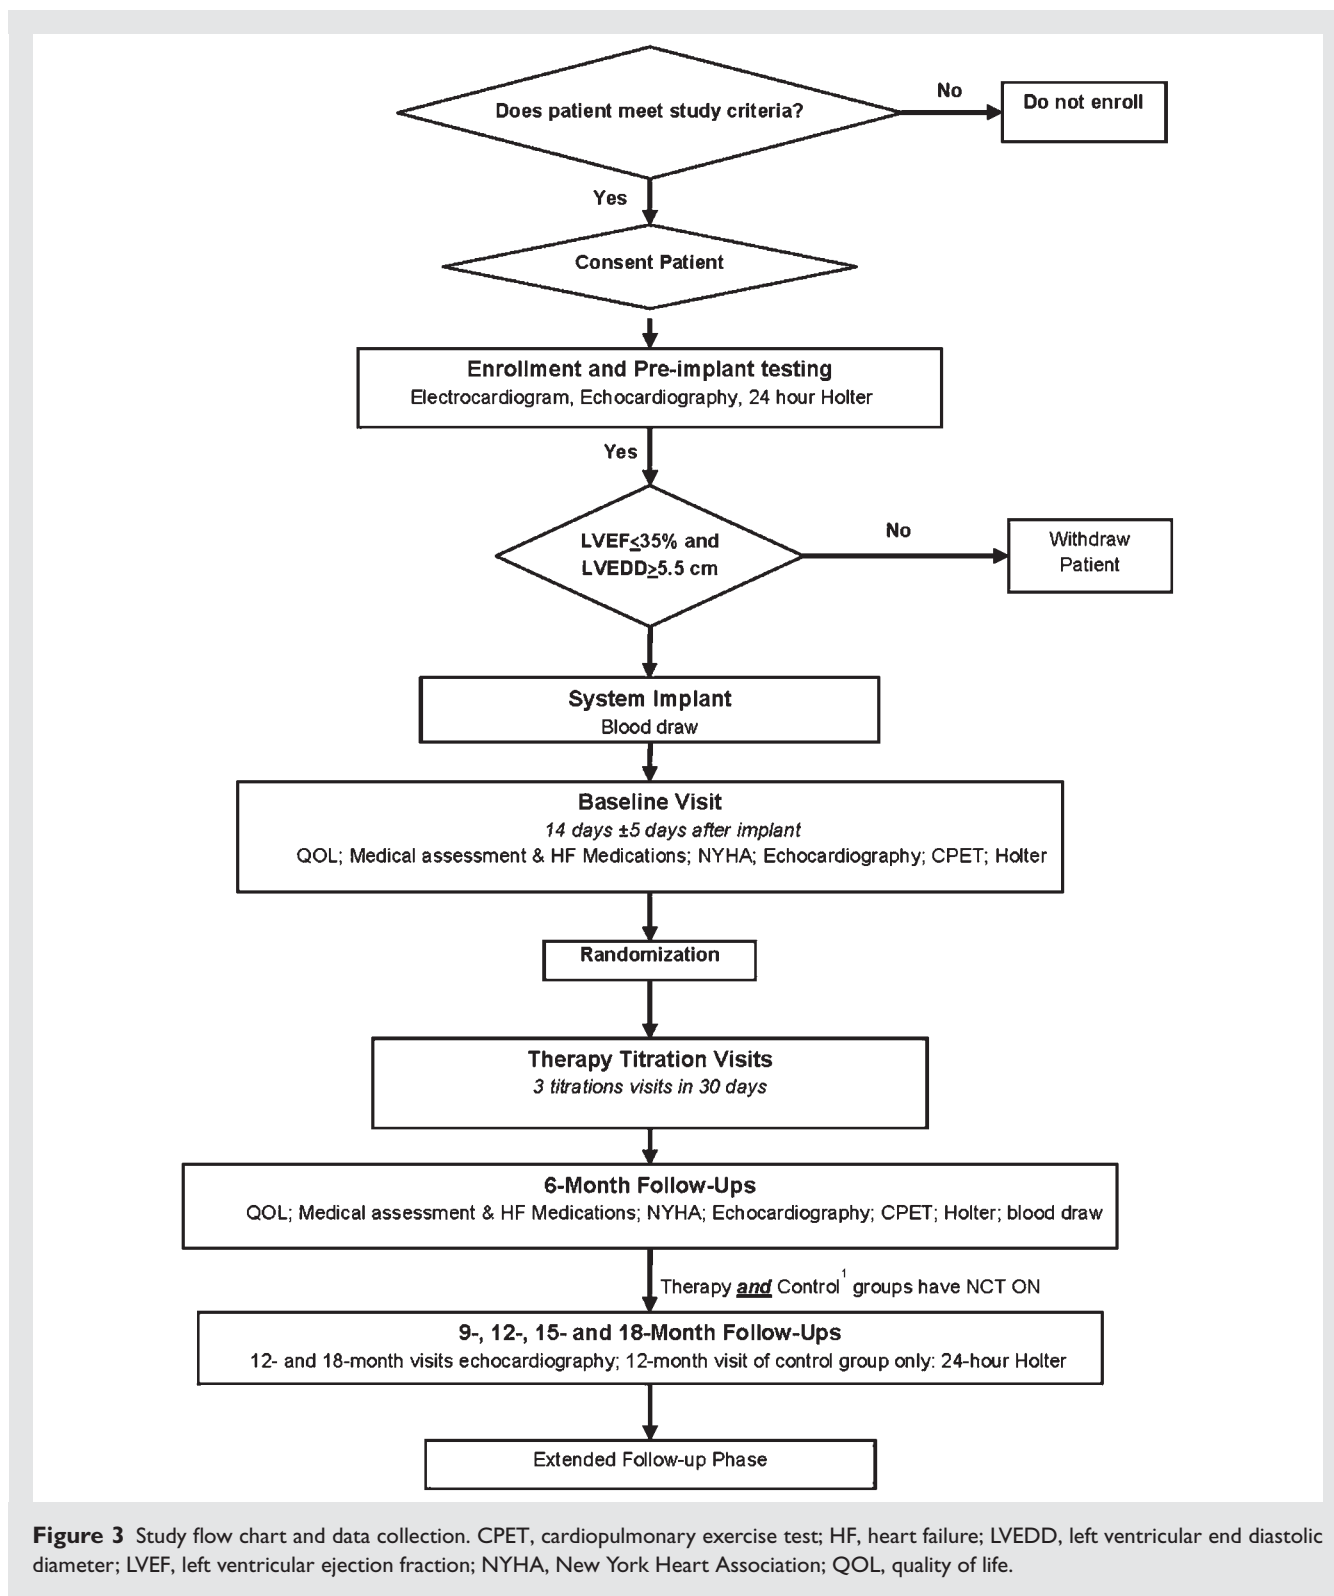 Does patient meet study criteria?
No
Do not enroll
Yes
Consent Patient
Enrollment and Pre-implant testing
Electrocardiogram, Echocardiography, 24 hour Holter
Yes
LVEF≤35% and
LVEDD≥5.5 cm
No
Withdraw
Patient
System Implant
Blood draw
Baseline Visit
14 days ±5 days after implant
QOL; Medical assessment & HF Medications; NYHA; Echocardiography; CPET; Holter
Randomization
Therapy Titration Visits
3 titrations visits in 30 days
6-Month Follow-Ups
QOL; Medical assessment & HF Medications; NYHA; Echocardiography; CPET; Holter; blood draw
Therapy and Control¹ groups have NCT ON
9-, 12-, 15- and 18-Month Follow-Ups
12- and 18-month visits echocardiography; 12-month visit of control group only: 24-hour Holter
Extended Follow-up Phase
Figure 3 Study flow chart and data collection. CPET, cardiopulmonary exercise test; HF, heart failure; LVEDD, left ventricular end diastolic
diameter; LVEF, left ventricular ejection fraction; NYHA, New York Heart Association; QOL, quality of life.